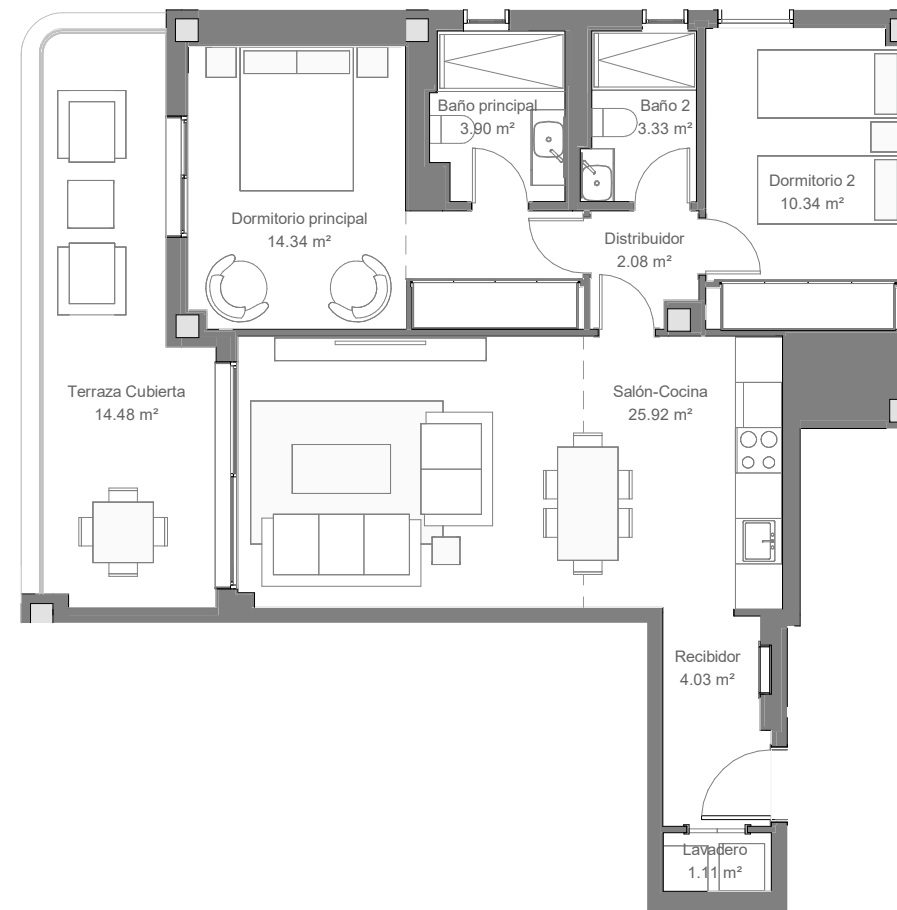 Baño principal
3.90 m²
Baño 2
3.33 m²
Dormitorio 2
10.34 m²
Dormitorio principal
14.34 m²
Distribuidor
2.08 m²
Terraza Cubierta
14.48 m²
Salón-Cocina
25.92 m²
Recibidor
4.03 m²
Lavadero
1.11 m²